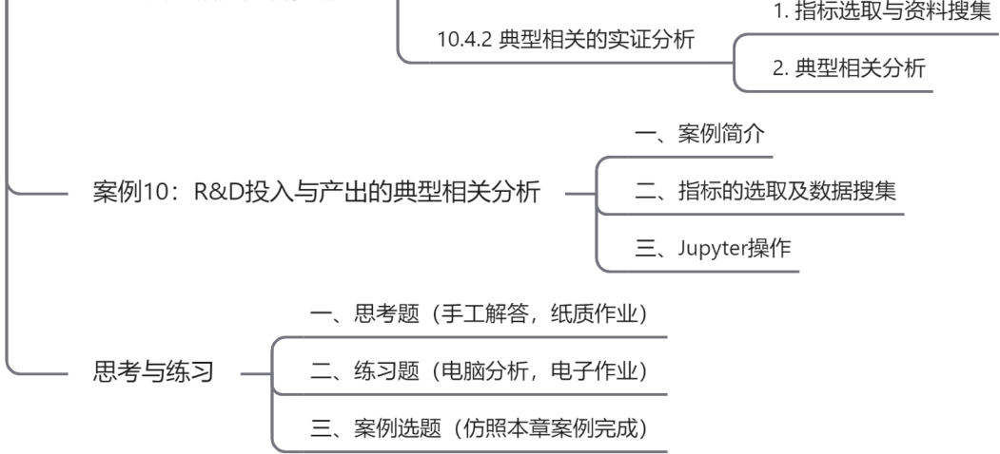 1. 指标选取与资料搜集
10.4.2 典型相关的实证分析
2. 典型相关分析
一、案例简介
案例10：R&D投入与产出的典型相关分析
二、指标的选取及数据搜集
三、Jupyter操作
一、思考题（手工解答，纸质作业）
思考与练习
二、练习题（电脑分析，电子作业）
三、案例选题（仿照本章案例完成）